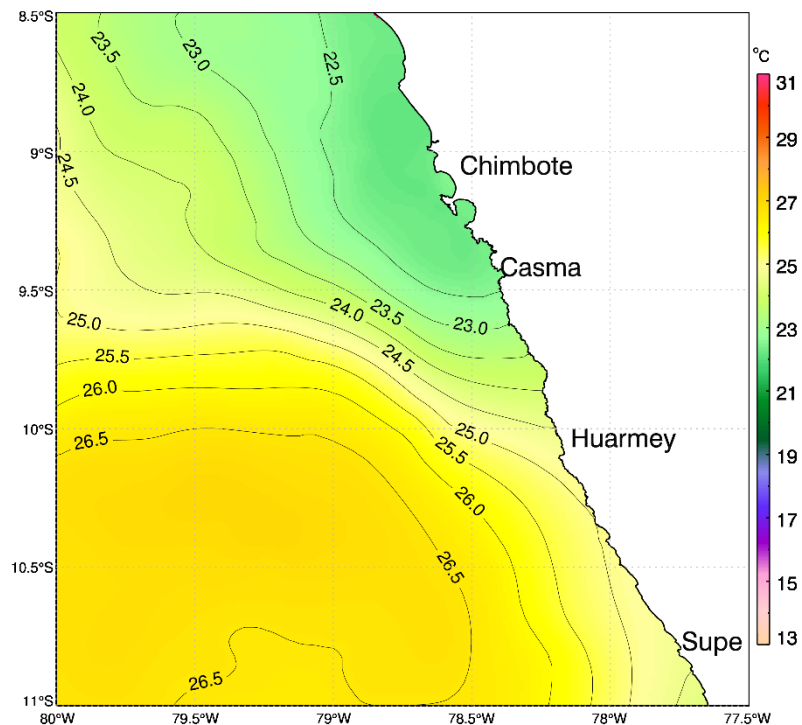 8.5°S
9°S
9.5°S
10°S
10.5°S
11°S
80°W
79.5°W
79°W
78.5°W
78°W
77.5°W
23.5
23.0
22.5
24.0
24.5
25.0
24.0
23.5
23.0
24.5
25.5
26.0
26.5
25.0
25.5
26.0
26.5
26.5
Chimbote
Casma
Huarmey
Supe
°C
31
29
27
25
23
21
19
17
15
13